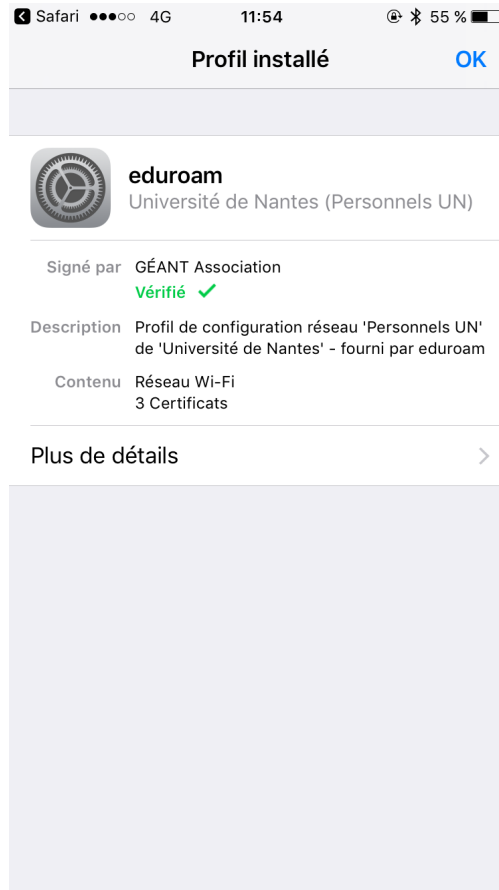 Safari 4G 11:54 55 %
Profil installé OK
eduroam
Université de Nantes (Personnels UN)
Signé par GÉANT Association
Vérifié
Description Profil de configuration réseau 'Personnels UN'
de 'Université de Nantes' - fourni par eduroam
Contenu Réseau Wi-Fi
3 Certificats
Plus de détails